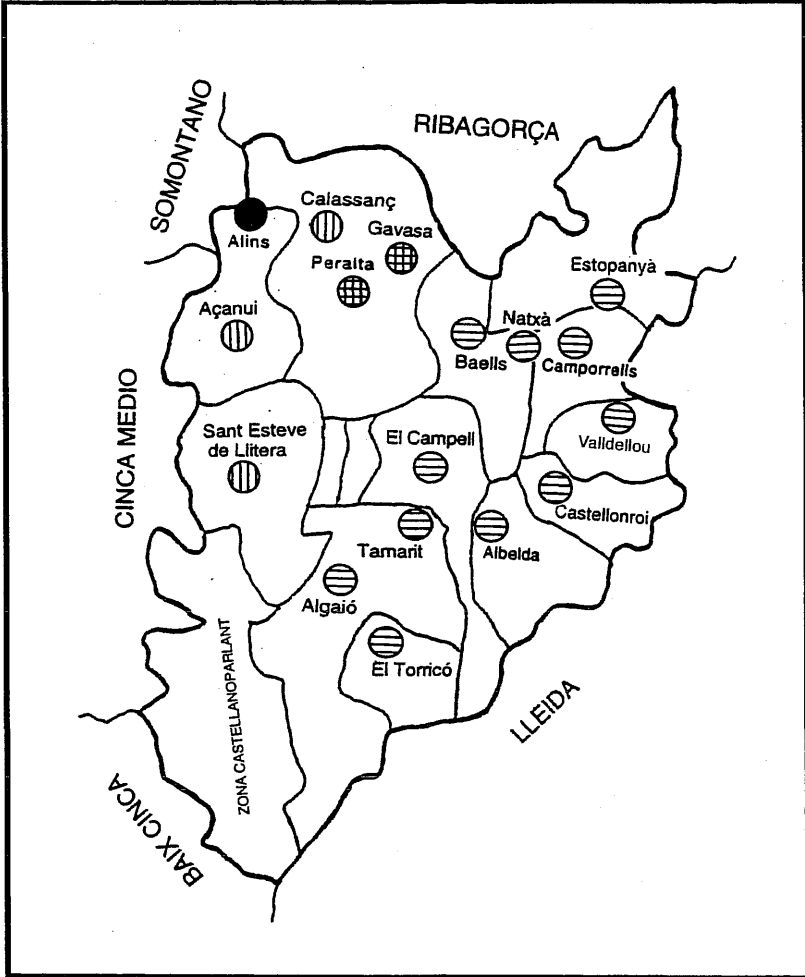 SOMONTANO
RIBAGORÇA
Calassanç
Gavasa
Alins
Peralta
Estopanyà
Açanui
Natxà
Baells
Camporrells
CINCA MEDIO
Sant Esteve
de Llitera
El Campell
Valldellou
Castellonroi
Tamarit
Albelda
Algaió
ZONA CASTELLANOPARLANT
El Torricó
LLEIDA
BAIX CINCA